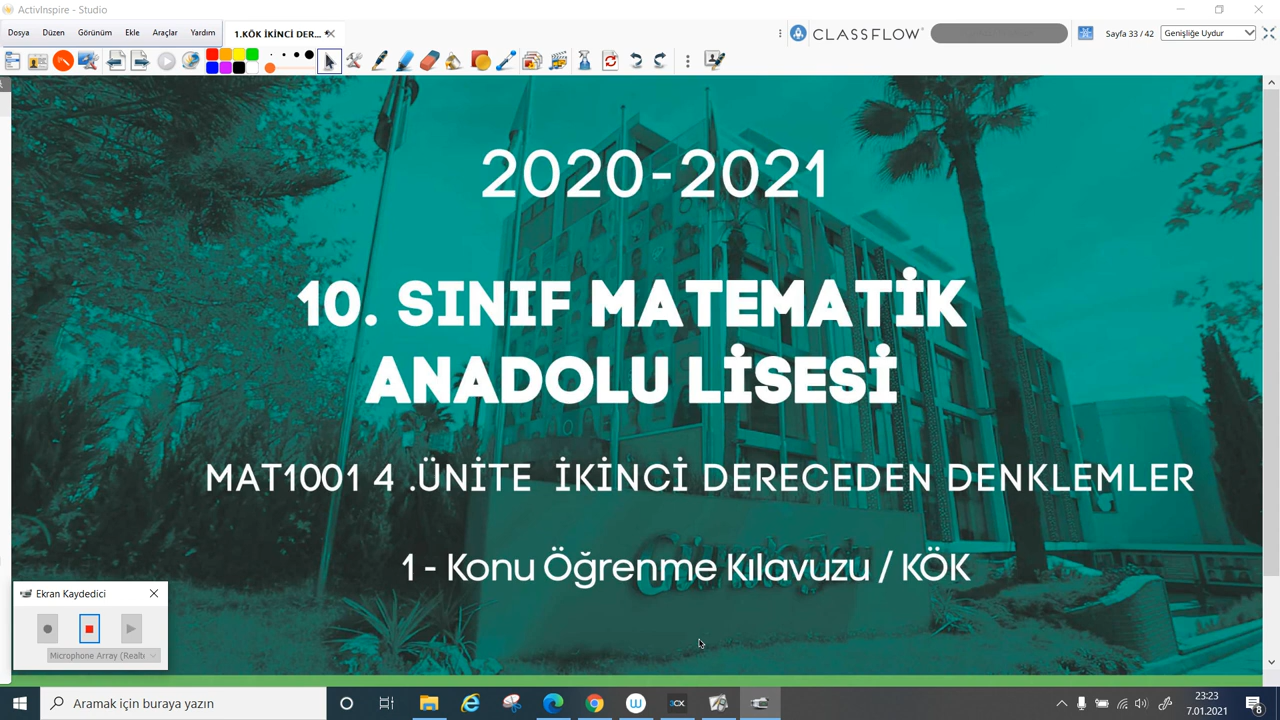 ActivInspire - Studio
Dosya Düzen Görünüm Ekle Araçlar Yardım
1.KÖK İKİNCİ DER...
CLASSFLOW
Sayfa 33 / 42
Genişliğe Uydur
2020-2021
10. SINIF MATEMATİK
ANADOLU LİSESİ
MAT1001 4 .ÜNİTE İKİNCİ DERECEDEN DENKLEMLER
1 - Konu Öğrenme Kılavuzu / KÖK
Ekran Kaydedici
Microphone Array (Realte
Aramak için buraya yazın
23:23
7.01.2021
8